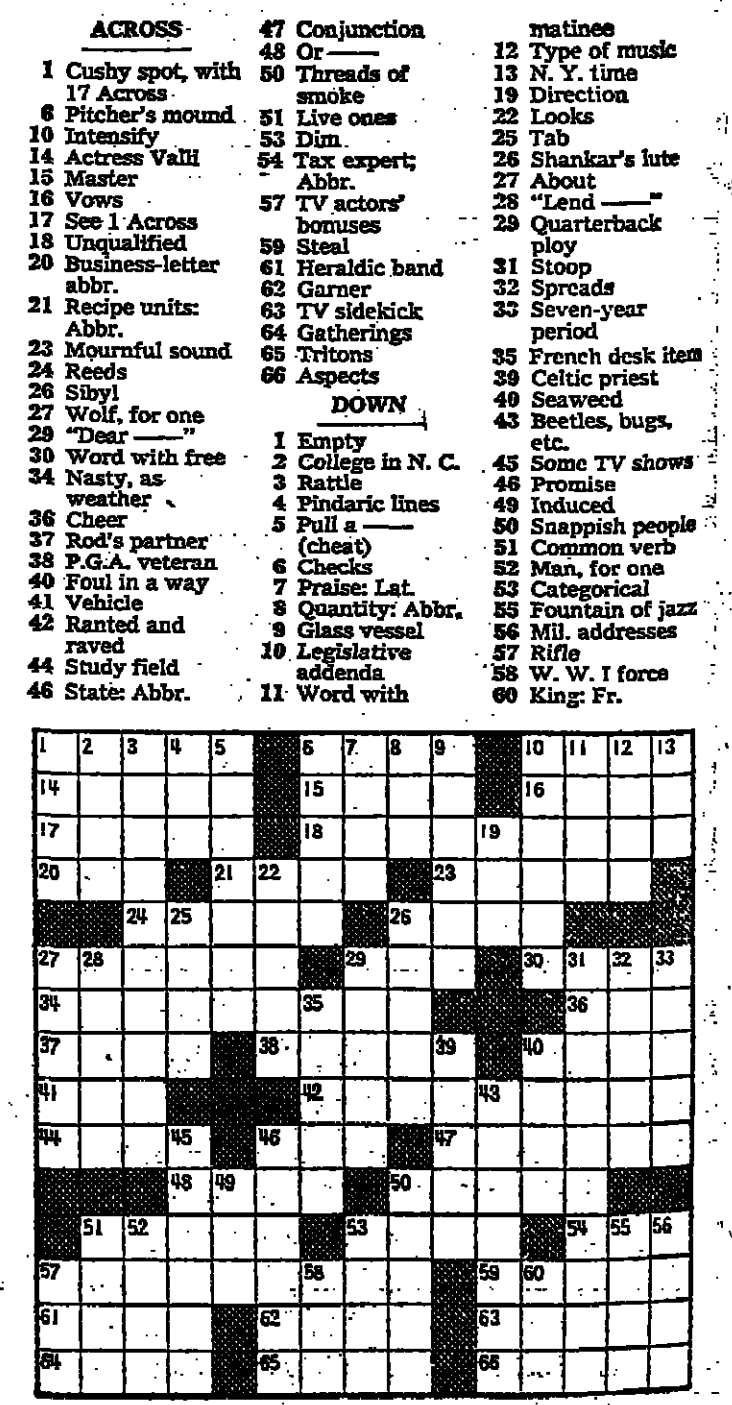 ACROSS
1 Cushy spot, with
17 Across
6 Pitcher's mound
10 Intensify
14 Actress Valli
15 Master
16 Vows
17 See 1 Across
18 Unqualified
20 Business-letter
abbr.
21 Recipe units:
Abbr.
23 Mournful sound
24 Reeds
26 Sibyl
27 Wolf, for one
29 "Dear ——"
30 Word with free
34 Nasty, as
weather
36 Cheer
37 Rod's partner
38 P.G.A. veteran
40 Foul in a way
41 Vehicle
42 Ranted and
raved
44 Study field
46 State: Abbr.
47 Conjunction
48 Or ——
50 Threads of
smoke
51 Live ones
53 Dim
54 Tax expert;
Abbr.
57 TV actors'
bonuses
59 Steal
61 Heraldic band
62 Garner
63 TV sidekick
64 Gatherings
65 Tritons
66 Aspects
DOWN
1 Empty
2 College in N. C.
3 Rattle
4 Pindaric lines
5 Pull a ——
(cheat)
6 Checks
7 Praise: Lat.
8 Quantity: Abbr.
9 Glass vessel
10 Legislative
addenda
11 Word with
matinee
12 Type of music
13 N. Y. time
19 Direction
22 Looks
25 Tab
26 Shankar's lute
27 About
28 "Lend ——"
29 Quarterback
ploy
31 Stoop
32 Spreads
33 Seven-year
period
35 French desk item
39 Celtic priest
40 Seaweed
43 Beetles, bugs,
etc.
45 Some TV shows
46 Promise
49 Induced
50 Snappish people
51 Common verb
52 Man, for one
53 Categorical
55 Fountain of jazz
56 Mil. addresses
57 Rifle
58 W. W. I force
60 King: Fr.
1 2 3 4 5 6 7 8 9 10 11 12 13
14 15 16
17 18 19
20 21 22 23
24 25 26
27 28 29 30 31 32 33
34 35 36
37 38 39 40
41 42 43
44 45 46 47
48 49 50
51 52 53 54 55 56
57 58 59 60
61 62 63
64 65 66